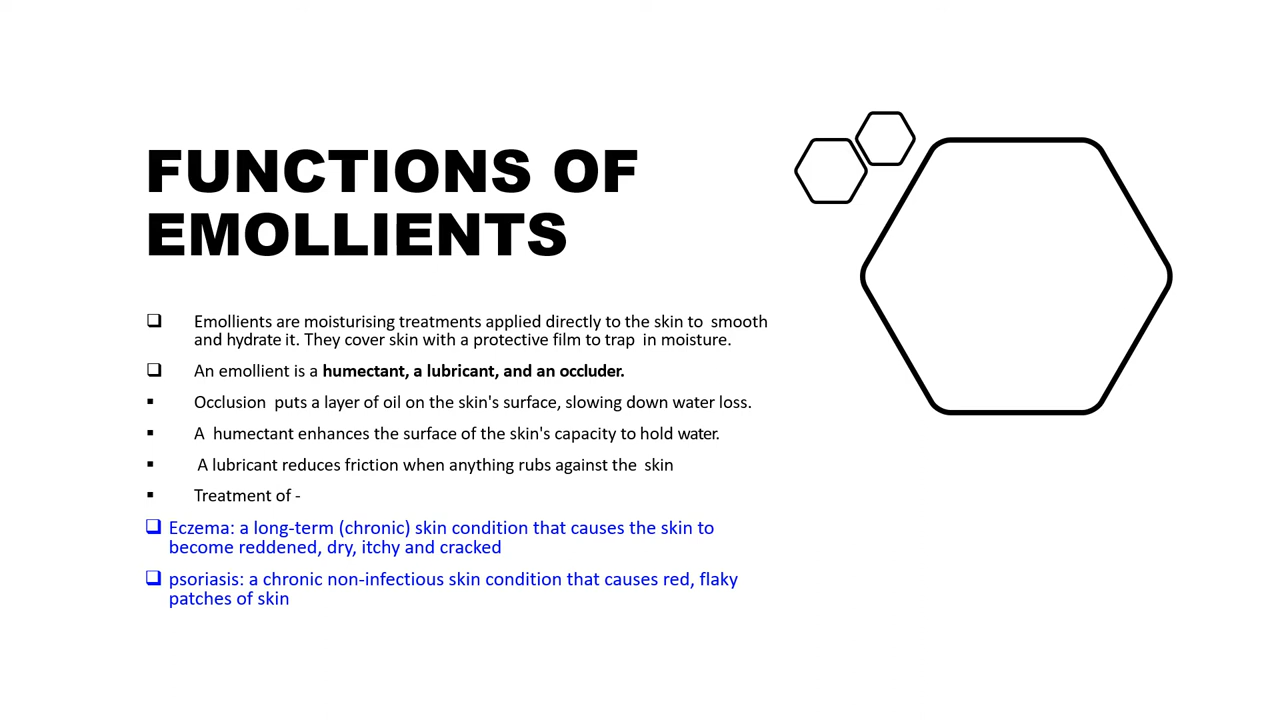 FUNCTIONS OF
EMOLLIENTS
❑ Emollients are moisturising treatments applied directly to the skin to smooth
and hydrate it. They cover skin with a protective film to trap in moisture.
❑ An emollient is a humectant, a lubricant, and an occluder.
▪ Occlusion puts a layer of oil on the skin's surface, slowing down water loss.
▪ A humectant enhances the surface of the skin's capacity to hold water.
▪ A lubricant reduces friction when anything rubs against the skin
▪ Treatment of -
❑ Eczema: a long-term (chronic) skin condition that causes the skin to
become reddened, dry, itchy and cracked
❑ psoriasis: a chronic non-infectious skin condition that causes red, flaky
patches of skin